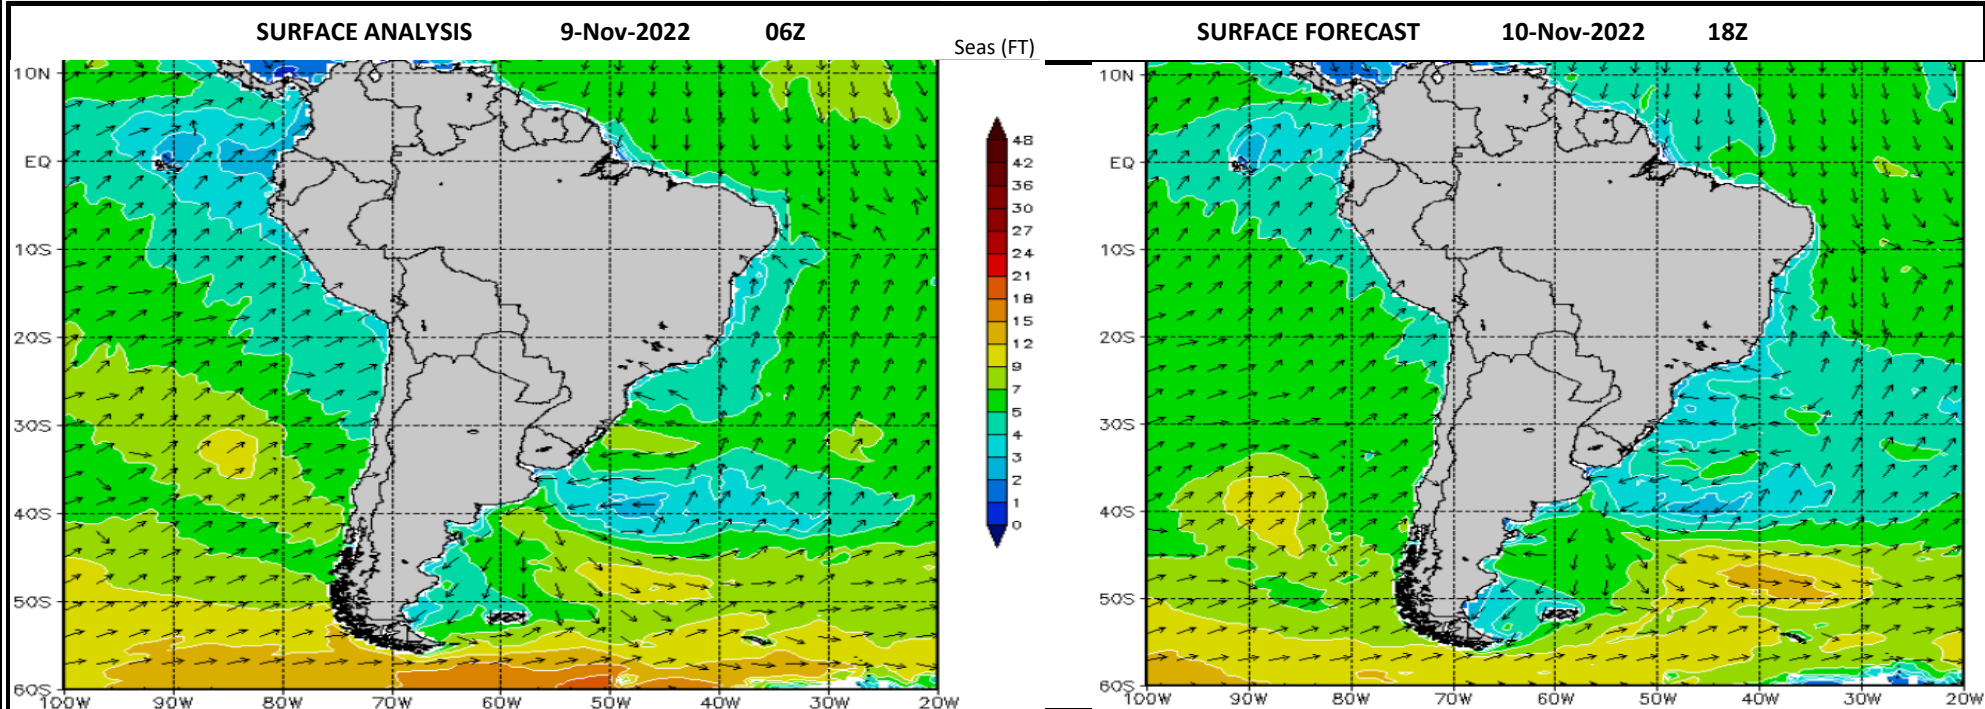 SURFACE ANALYSIS 9-Nov-2022 06Z
Seas (FT)
SURFACE FORECAST 10-Nov-2022 18Z
10N
EQ
10S
20S
30S
40S
50S
60S
100W 90W 80W 70W 60W 50W 40W 30W 20W
48
42
36
30
27
24
21
18
15
12
9
7
5
4
3
2
1
0
10N
EQ
10S
20S
30S
40S
50S
60S
100W 90W 80W 70W 60W 50W 40W 30W 20W